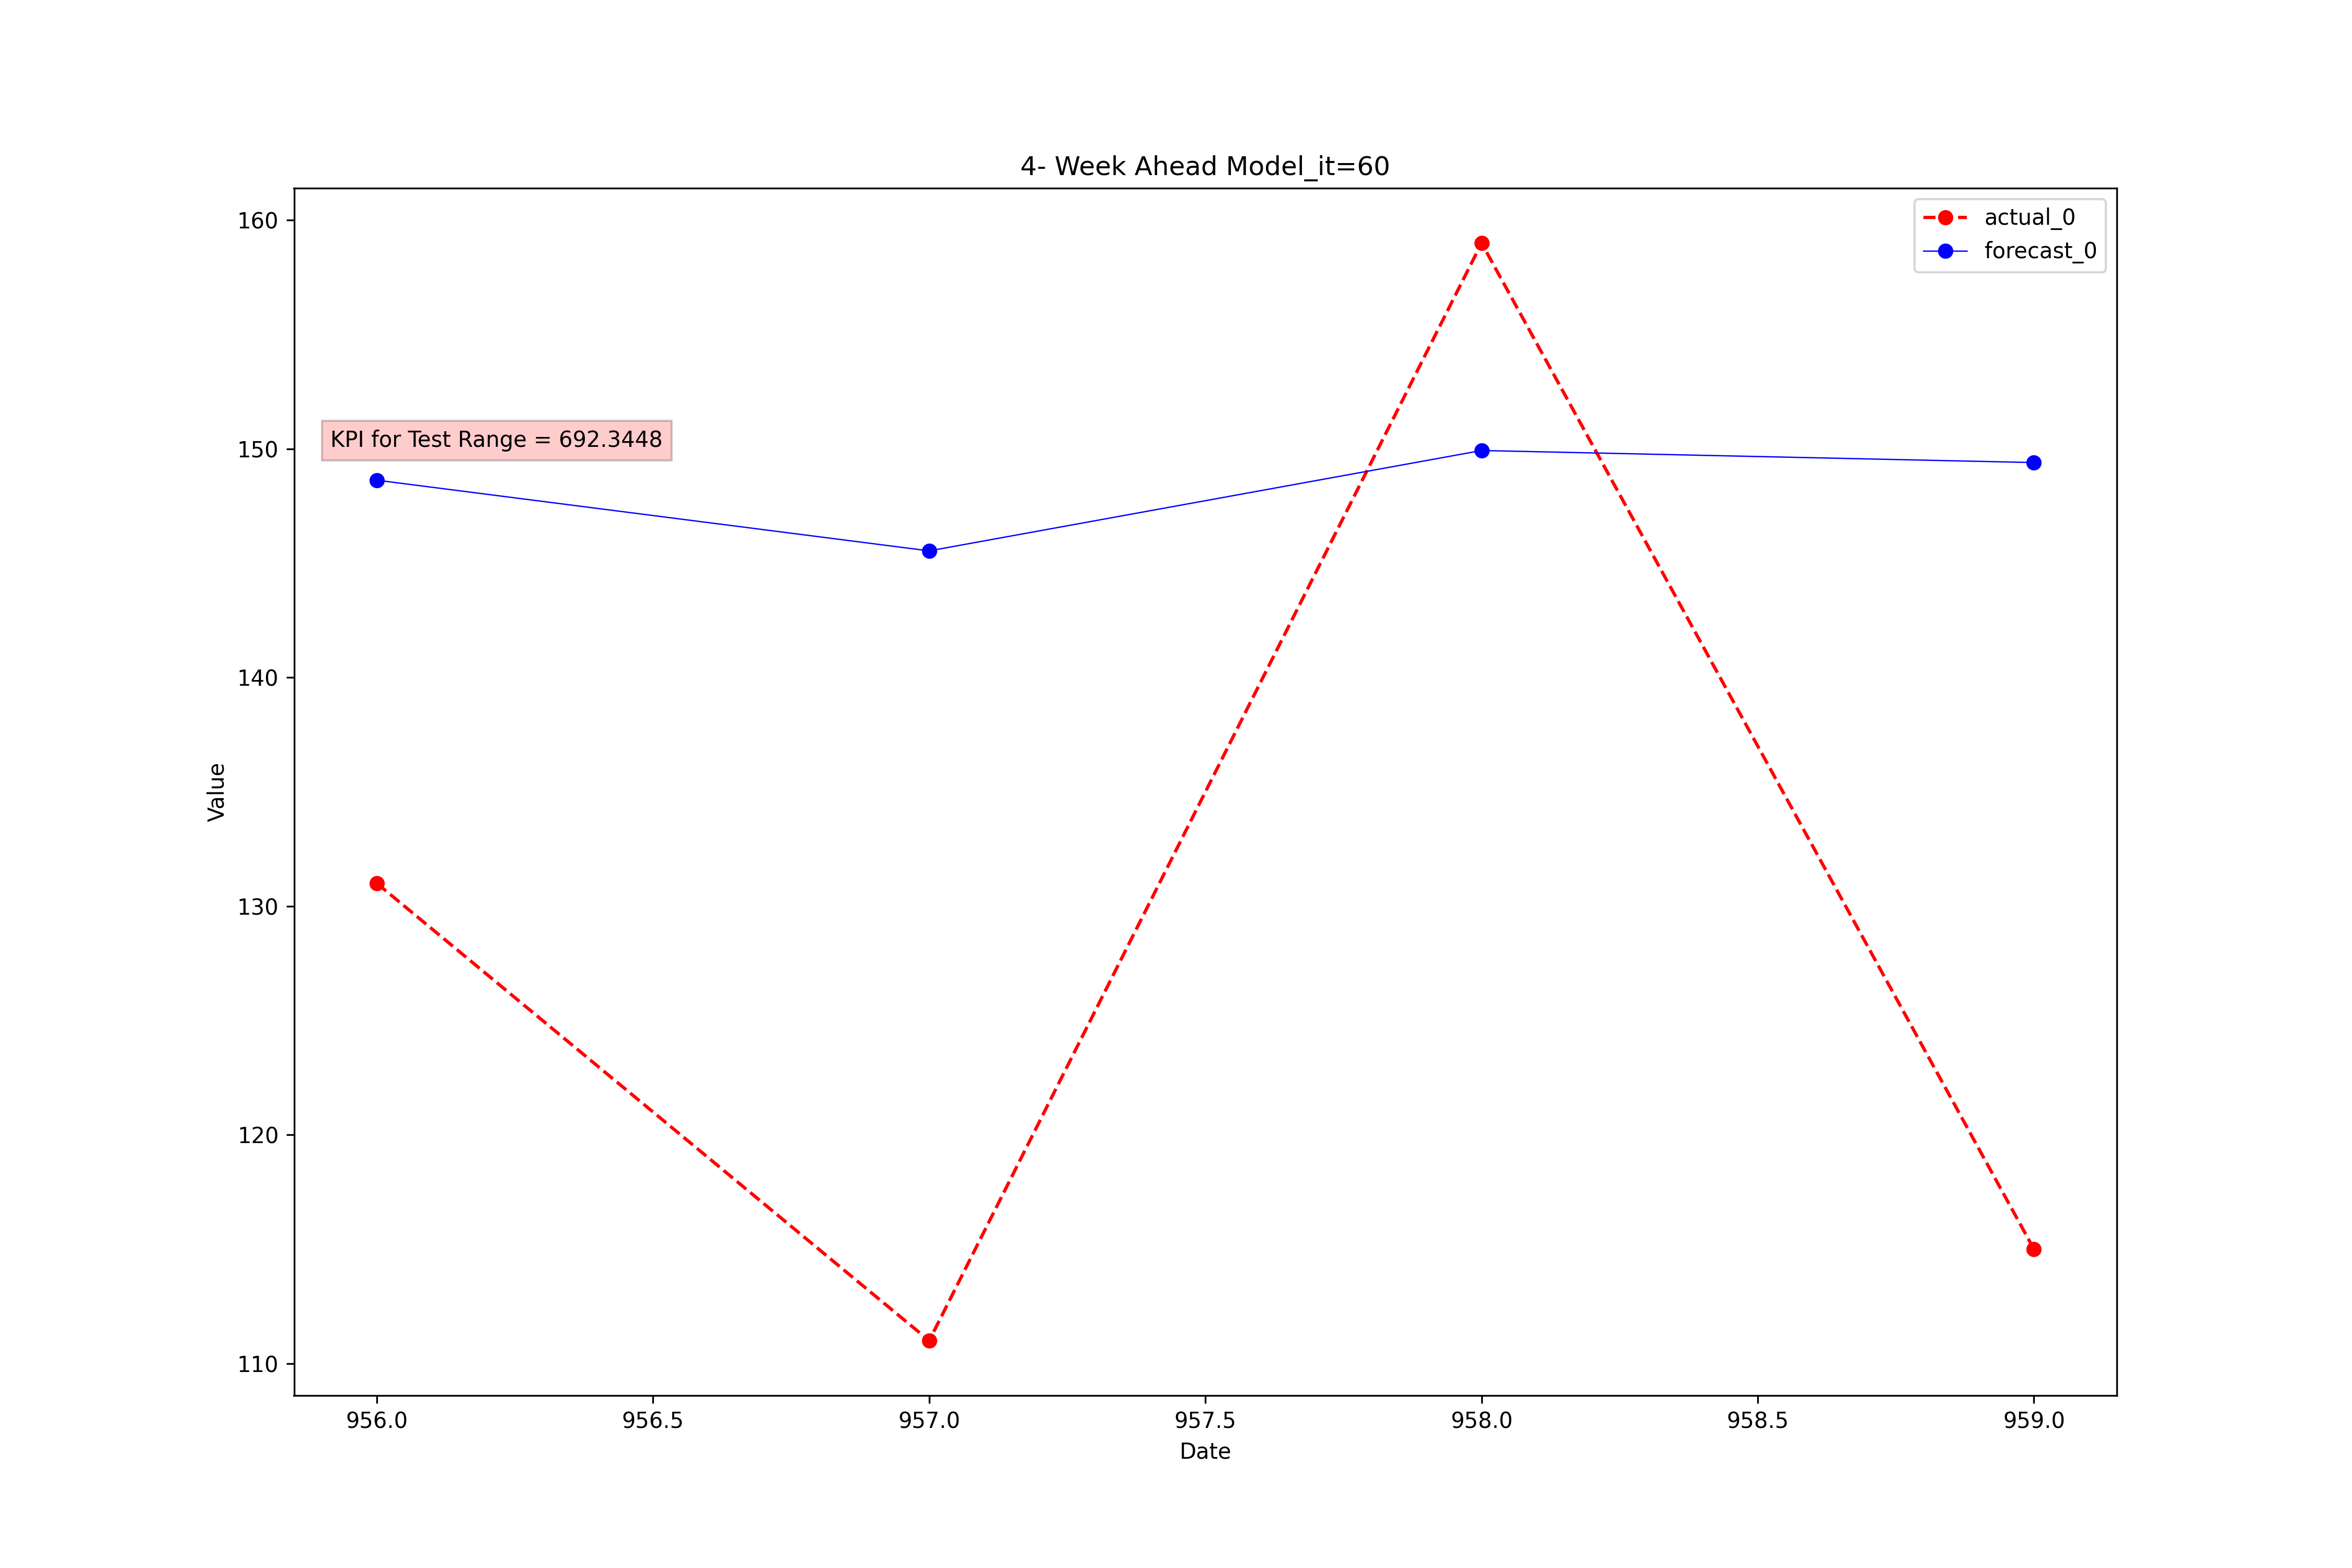 4- Week Ahead Model_it=60
actual_0
forecast_0
KPI for Test Range = 692.3448
Value
160
150
140
130
120
110
956.0 956.5 957.0 957.5 958.0 958.5 959.0
Date